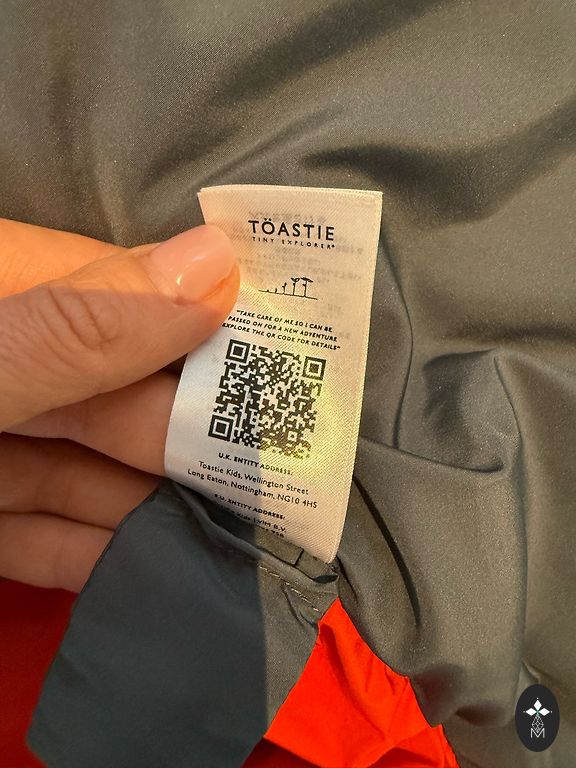 TÖASTIE
TINY EXPLORER®
"TAKE CARE OF ME SO I CAN BE
PASSED ON FOR A NEW ADVENTURE
EXPLORE THE QR CODE FOR DETAILS"
U.K. ENTITY ADDRESS:
Toastie Kids, Wellington Street
Long Eaton, Nottingham, NG10 4HS
E.U. ENTITY ADDRESS:
VIM B.V.
M